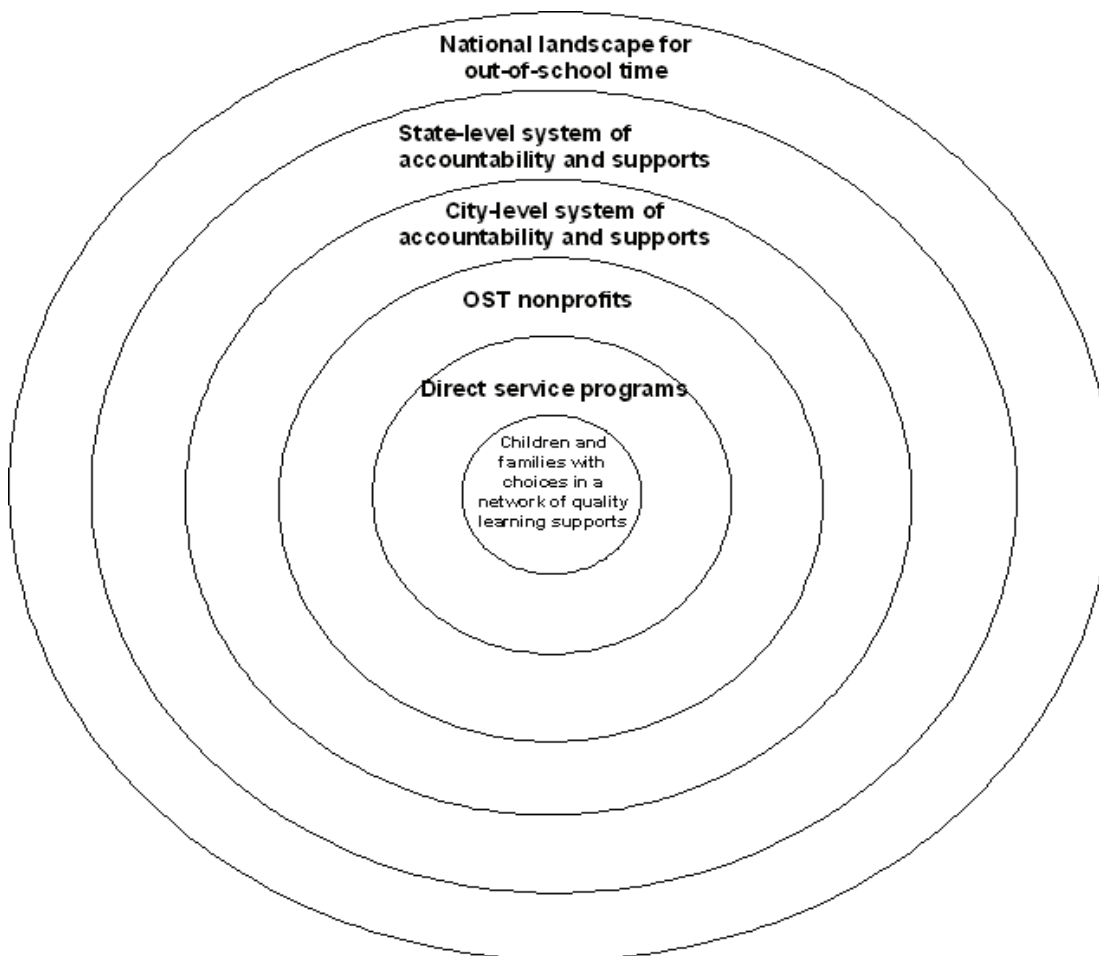 National landscape for
out-of-school time
State-level system of
accountability and supports
City-level system of
accountability and supports
OST nonprofits
Direct service programs
Children and
families with
choices in a
network of quality
learning supports